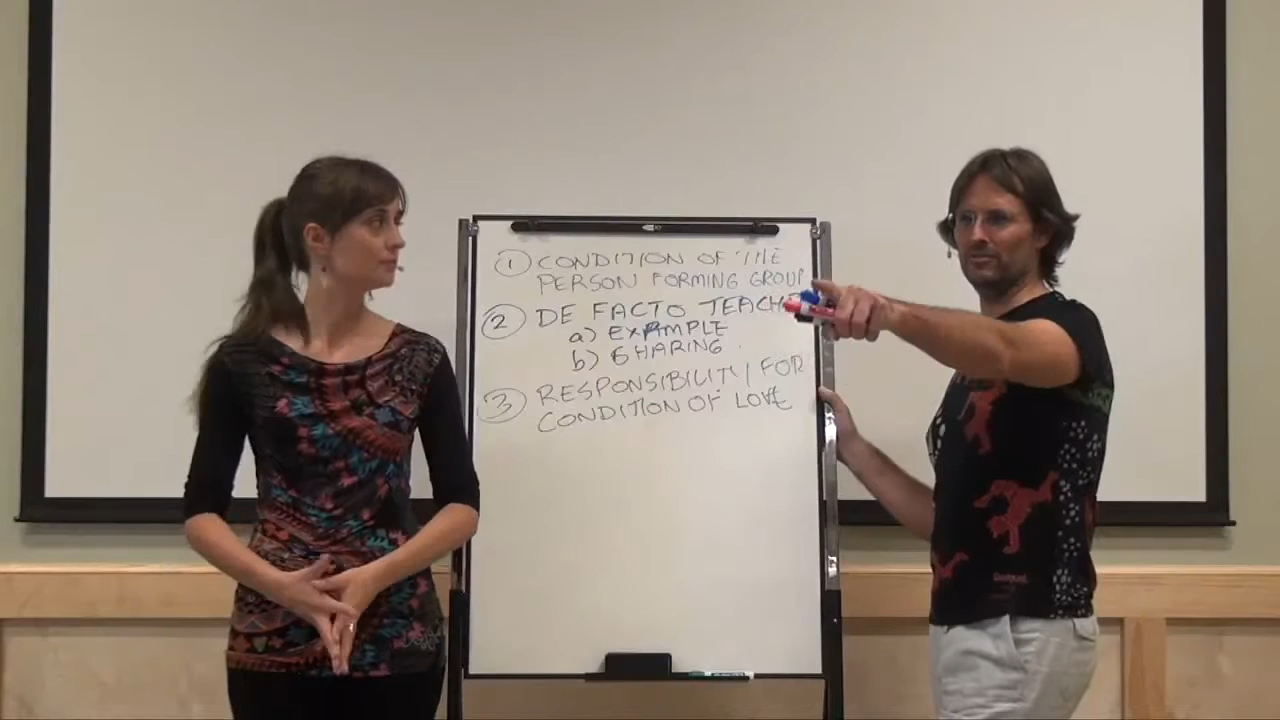 ① CONDITION OF THE
PERSON FORMING GROUP
② DE FACTO TEACH
a) EXAMPLE
b) SHARING
③ RESPONSIBILITY FOR
CONDITION OF LOVE
Desigual